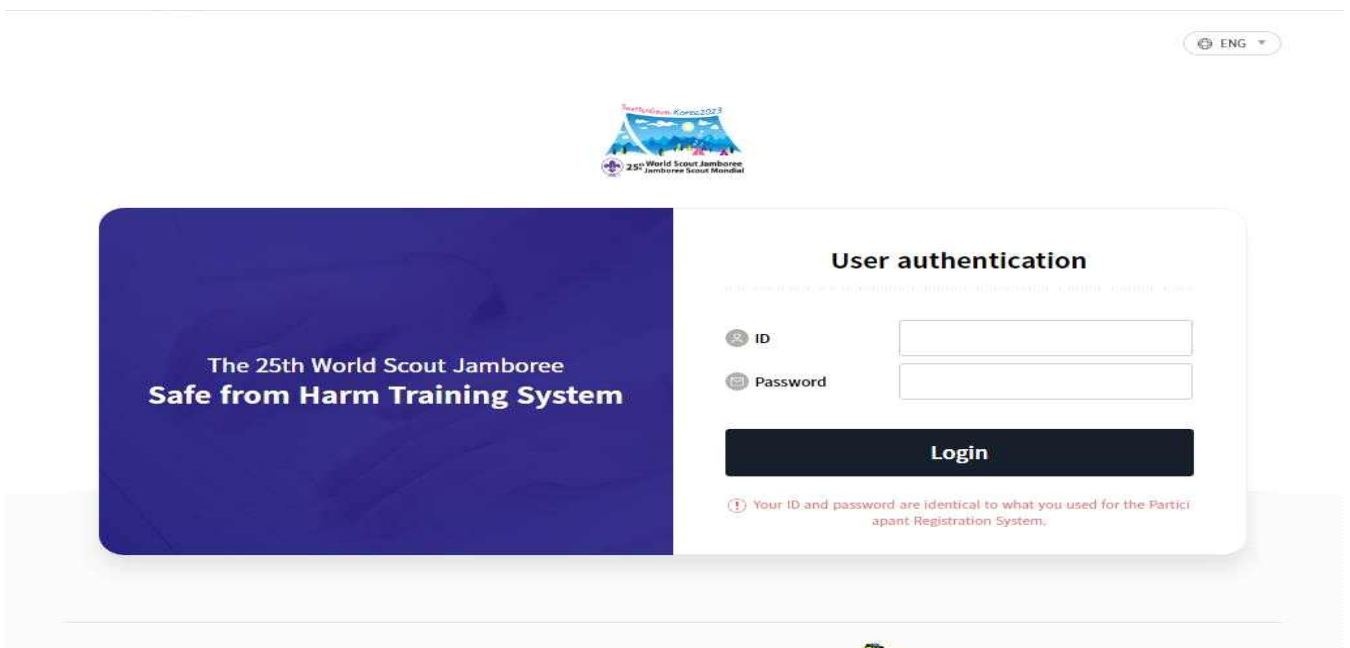 ENG
Korea 2023
25th World Scout Jamboree
Jamboree Scout Mondial
The 25th World Scout Jamboree
Safe from Harm Training System
User authentication
ID
Password
Login
Your ID and password are identical to what you used for the Partici
apant Registration System.